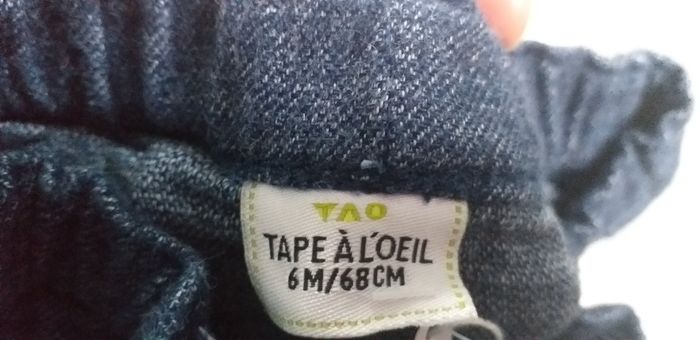 TAO
TAPE À L'OEIL
6M/68CM